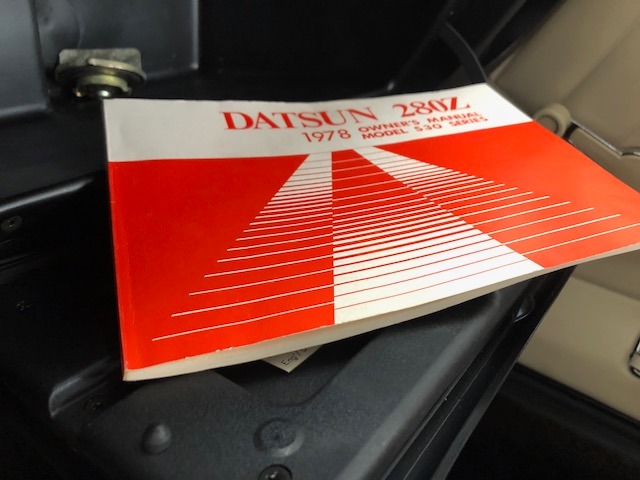 DATSUN 280Z
1978 OWNER'S MANUAL
MODEL S30 SERIES